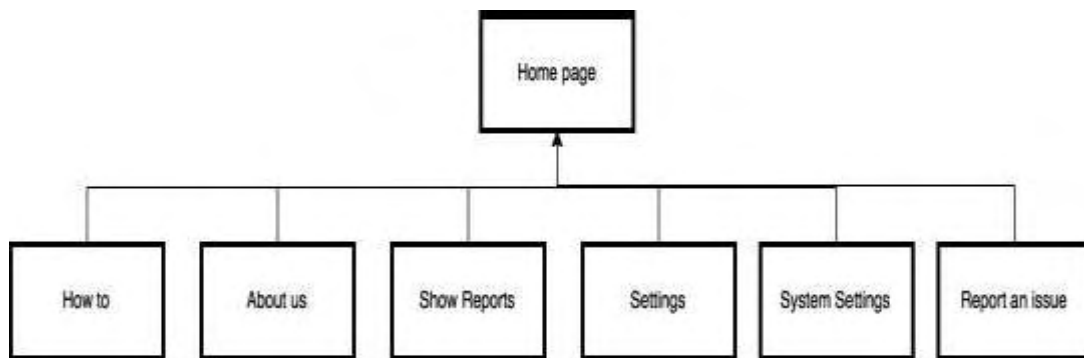 Home page
How to
About us
Show Reports
Settings
System Settings
Report an issue